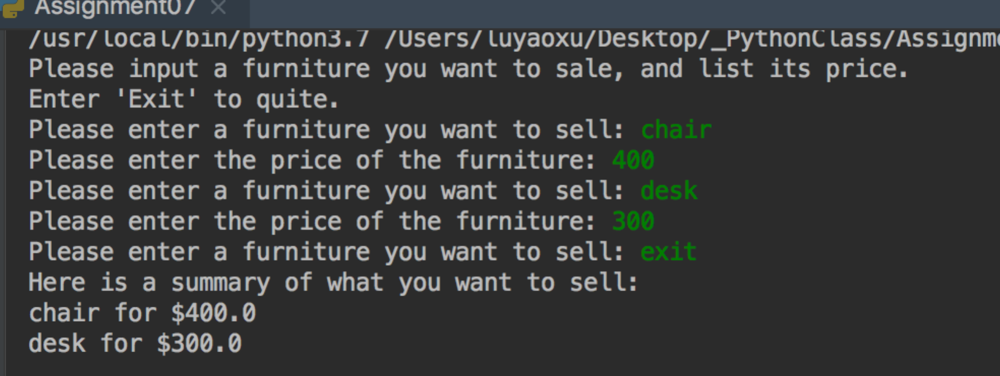 Assignment07
/usr/local/bin/python3.7 /Users/luyaoxu/Desktop/_PythonClass/
Please input a furniture you want to sale, and list its price.
Enter 'Exit' to quite.
Please enter a furniture you want to sell: chair
Please enter the price of the furniture: 400
Please enter a furniture you want to sell: desk
Please enter the price of the furniture: 300
Please enter a furniture you want to sell: exit
Here is a summary of what you want to sell:
chair for $400.0
desk for $300.0